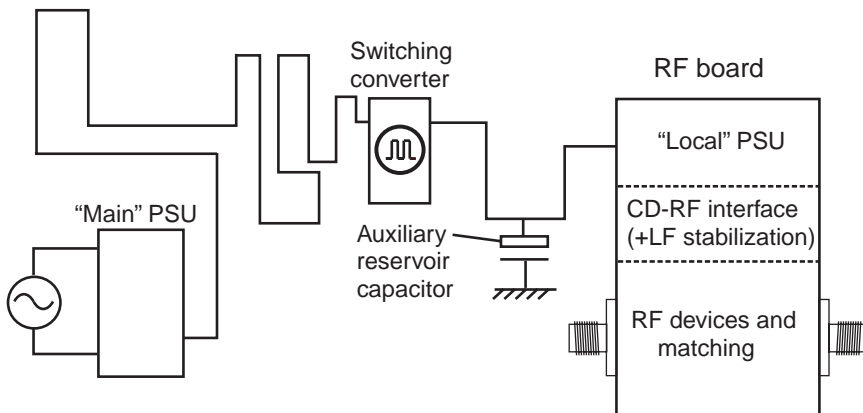 Switching
converter
RF board
“Local” PSU
“Main” PSU
CD-RF interface
(+LF stabilization)
Auxiliary
reservoir
capacitor
RF devices and
matching